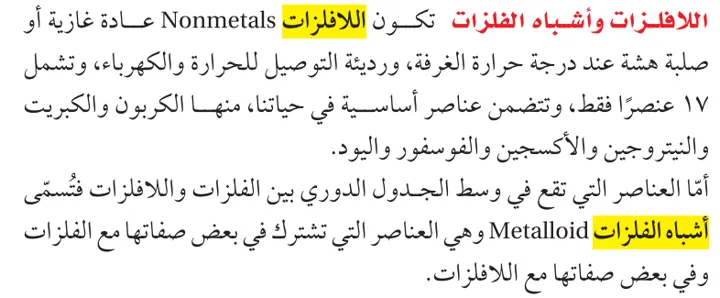 اللافلزات وأشباه الفلزات تكون اللافلزات Nonmetals عادة غازية أو
صلبة هشة عند درجة حرارة الغرفة، ورديئة التوصيل للحرارة والكهرباء، وتشمل
١٧ عنصرًا فقط، وتتضمن عناصر أساسية في حياتنا، منها الكربون والكبريت
والنيتروجين والأكسجين والفوسفور واليود.
أمّا العناصر التي تقع في وسط الجدول الدوري بين الفلزات واللافلزات فتُسمّى
أشباه الفلزات Metalloid وهي العناصر التي تشترك في بعض صفاتها مع الفلزات
وفي بعض صفاتها مع اللافلزات.